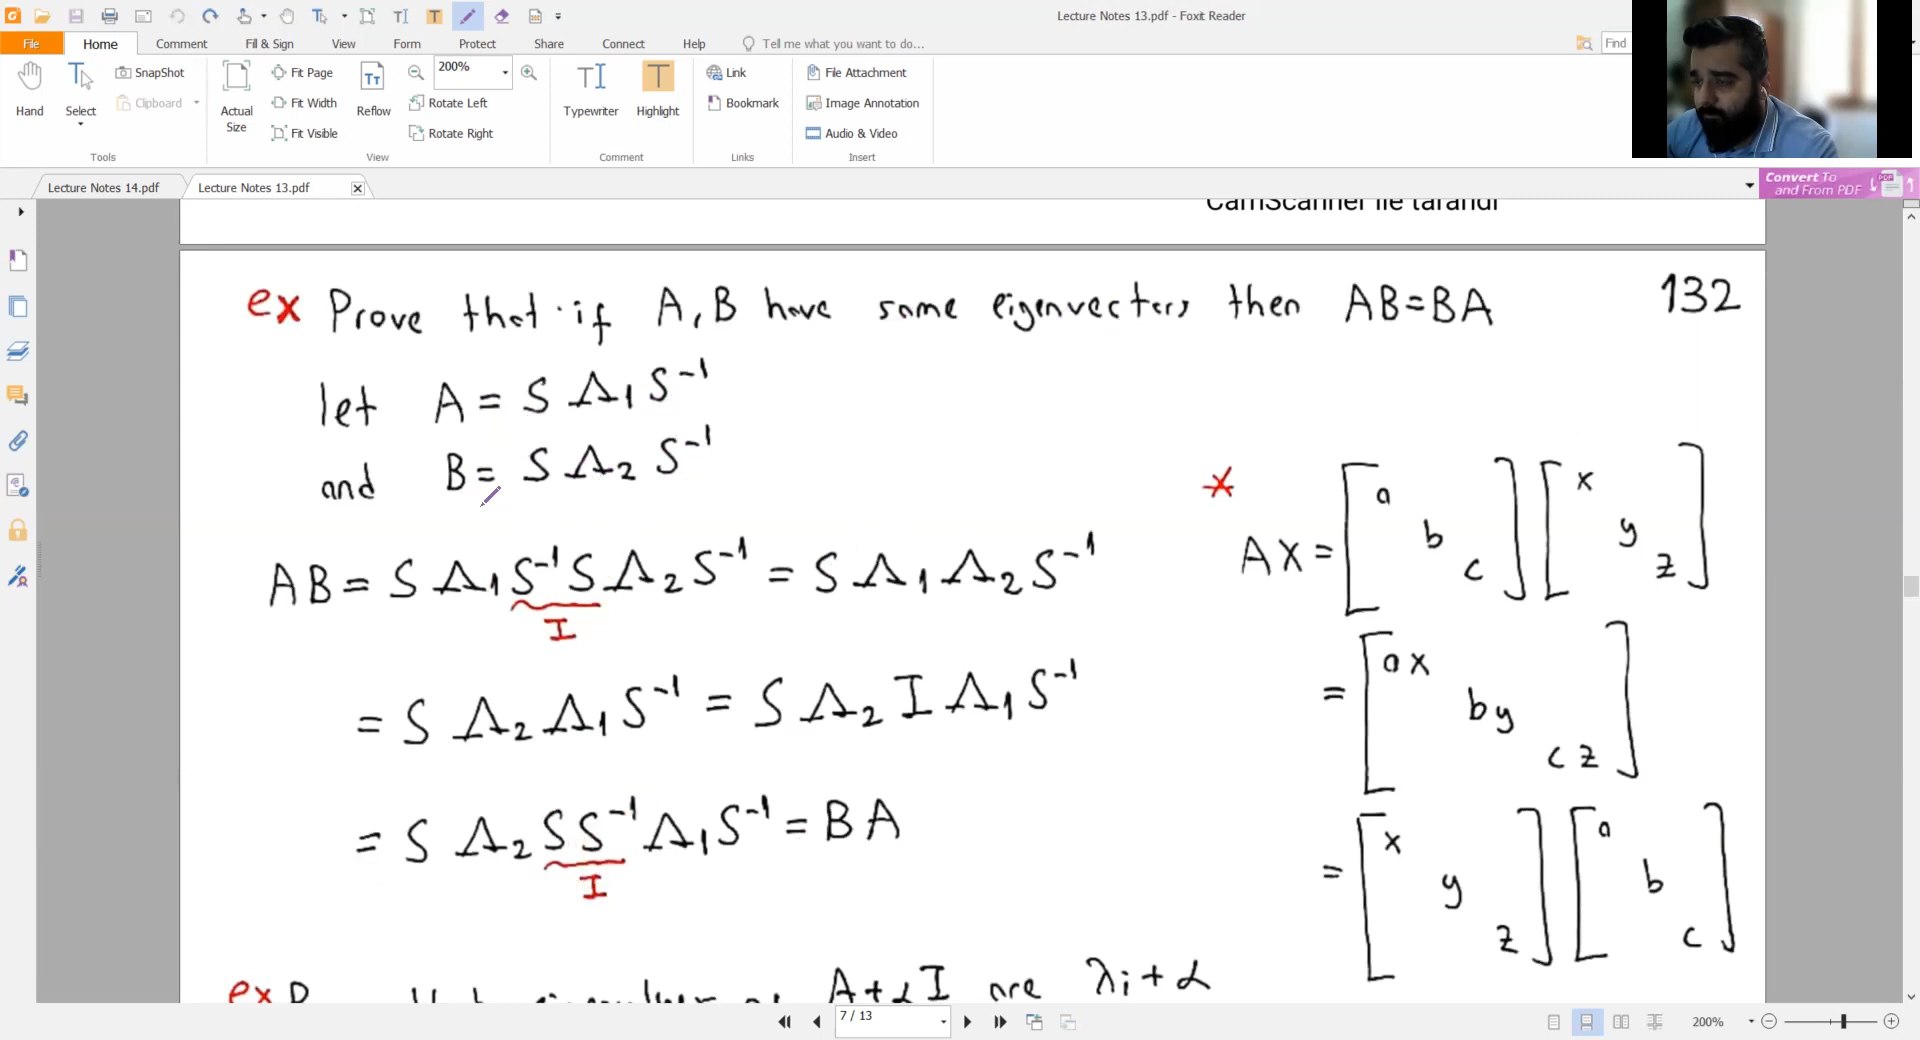 Lecture Notes 13.pdf - Foxit Reader
File Home Comment Fill & Sign View Form Protect Share Connect Help Tell me what you want to do... Find
Hand
Select
SnapShot
Clipboard
Tools
Actual Size
Fit Page
Fit Width
Fit Visible
Reflow
200%
Rotate Left
Rotate Right
View
Typewriter
Highlight
Comment
Link
Bookmark
Links
File Attachment
Image Annotation
Audio & Video
Insert
Lecture Notes 14.pdf Lecture Notes 13.pdf
Convert To
and From PDF
CamScanner ile tarandı
ex Prove that if A, B have same eigenvectors then AB=BA 132
let A = S Λ₁ S⁻¹
and B = S Λ₂ S⁻¹
AB = S Λ₁ S⁻¹ S Λ₂ S⁻¹ = S Λ₁ Λ₂ S⁻¹
I
= S Λ₂ Λ₁ S⁻¹ = S Λ₂ I Λ₁ S⁻¹
= S Λ₂ S S⁻¹ Λ₁ S⁻¹ = BA
I
*
AX = [a b c] [x y z]
= [ax by cz]
= [x y z] [a b c]
ex A+αI are λᵢ+α
7 / 13
200%